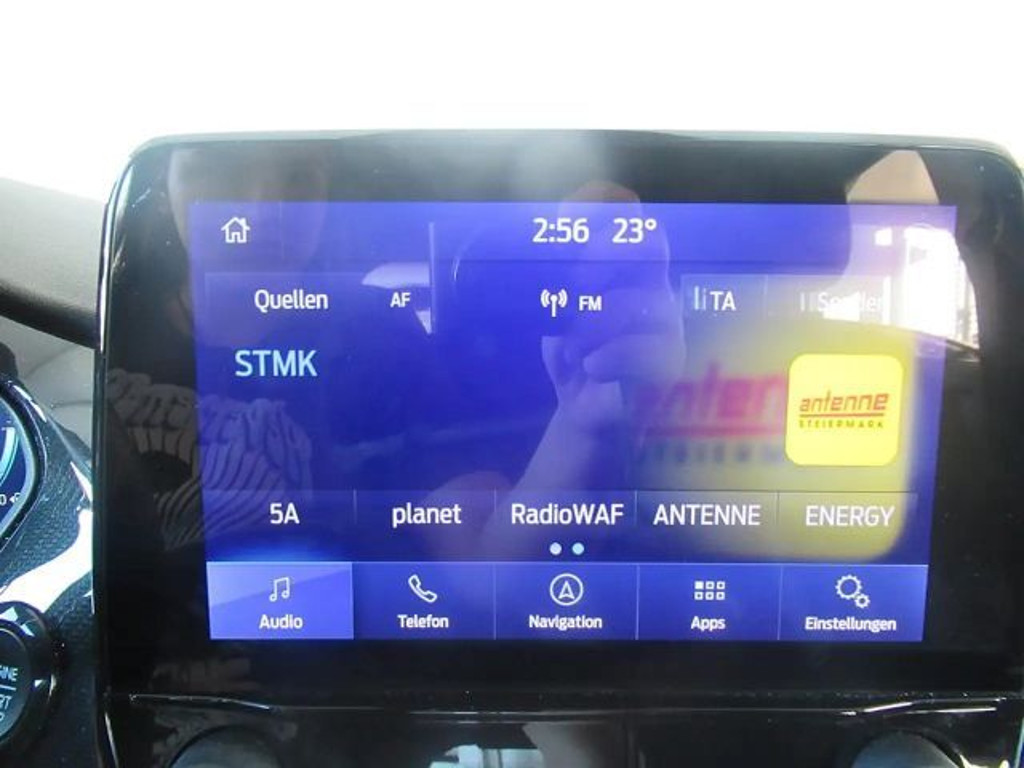 2:56 23°
Quellen AF FM TA Sender
STMK
antenne
STEIERMARK
5A planet RadioWAF ANTENNE ENERGY
Audio Telefon Navigation Apps Einstellungen